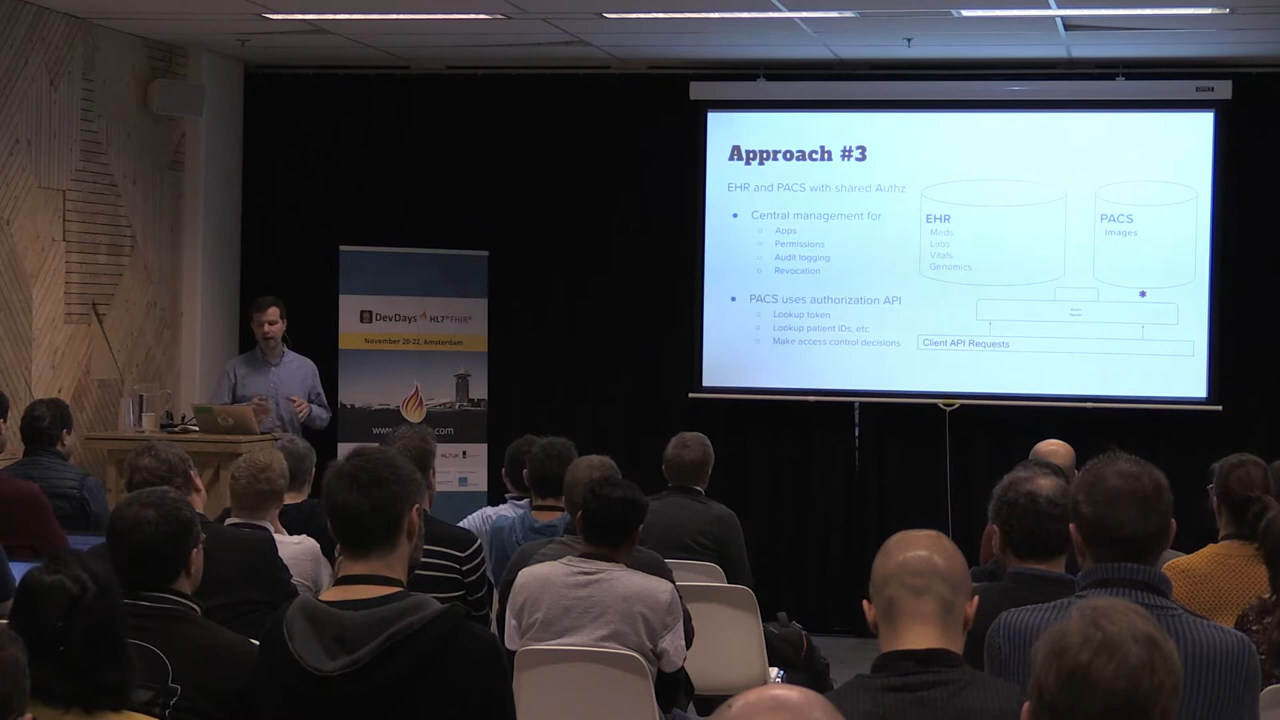 Approach #3
EHR and PACS with shared Authz
Central management for
Apps
Permissions
Audit logging
Revocation
PACS uses authorization API
Lookup token
Lookup patient IDs, etc
Make access control decisions
EHR
Meds
Labs
Vitals
Genomics
PACS
Images
*
Client API Requests
DevDays HL7® FHIR®
November 20-22, Amsterdam